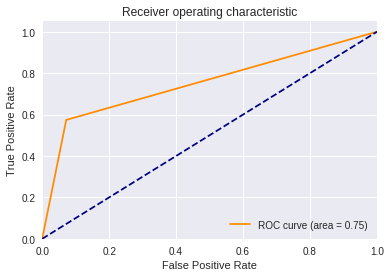 Receiver operating characteristic
True Positive Rate
1.0
0.8
0.6
0.4
0.2
0.0
ROC curve (area = 0.75)
0.0 0.2 0.4 0.6 0.8 1.0
False Positive Rate